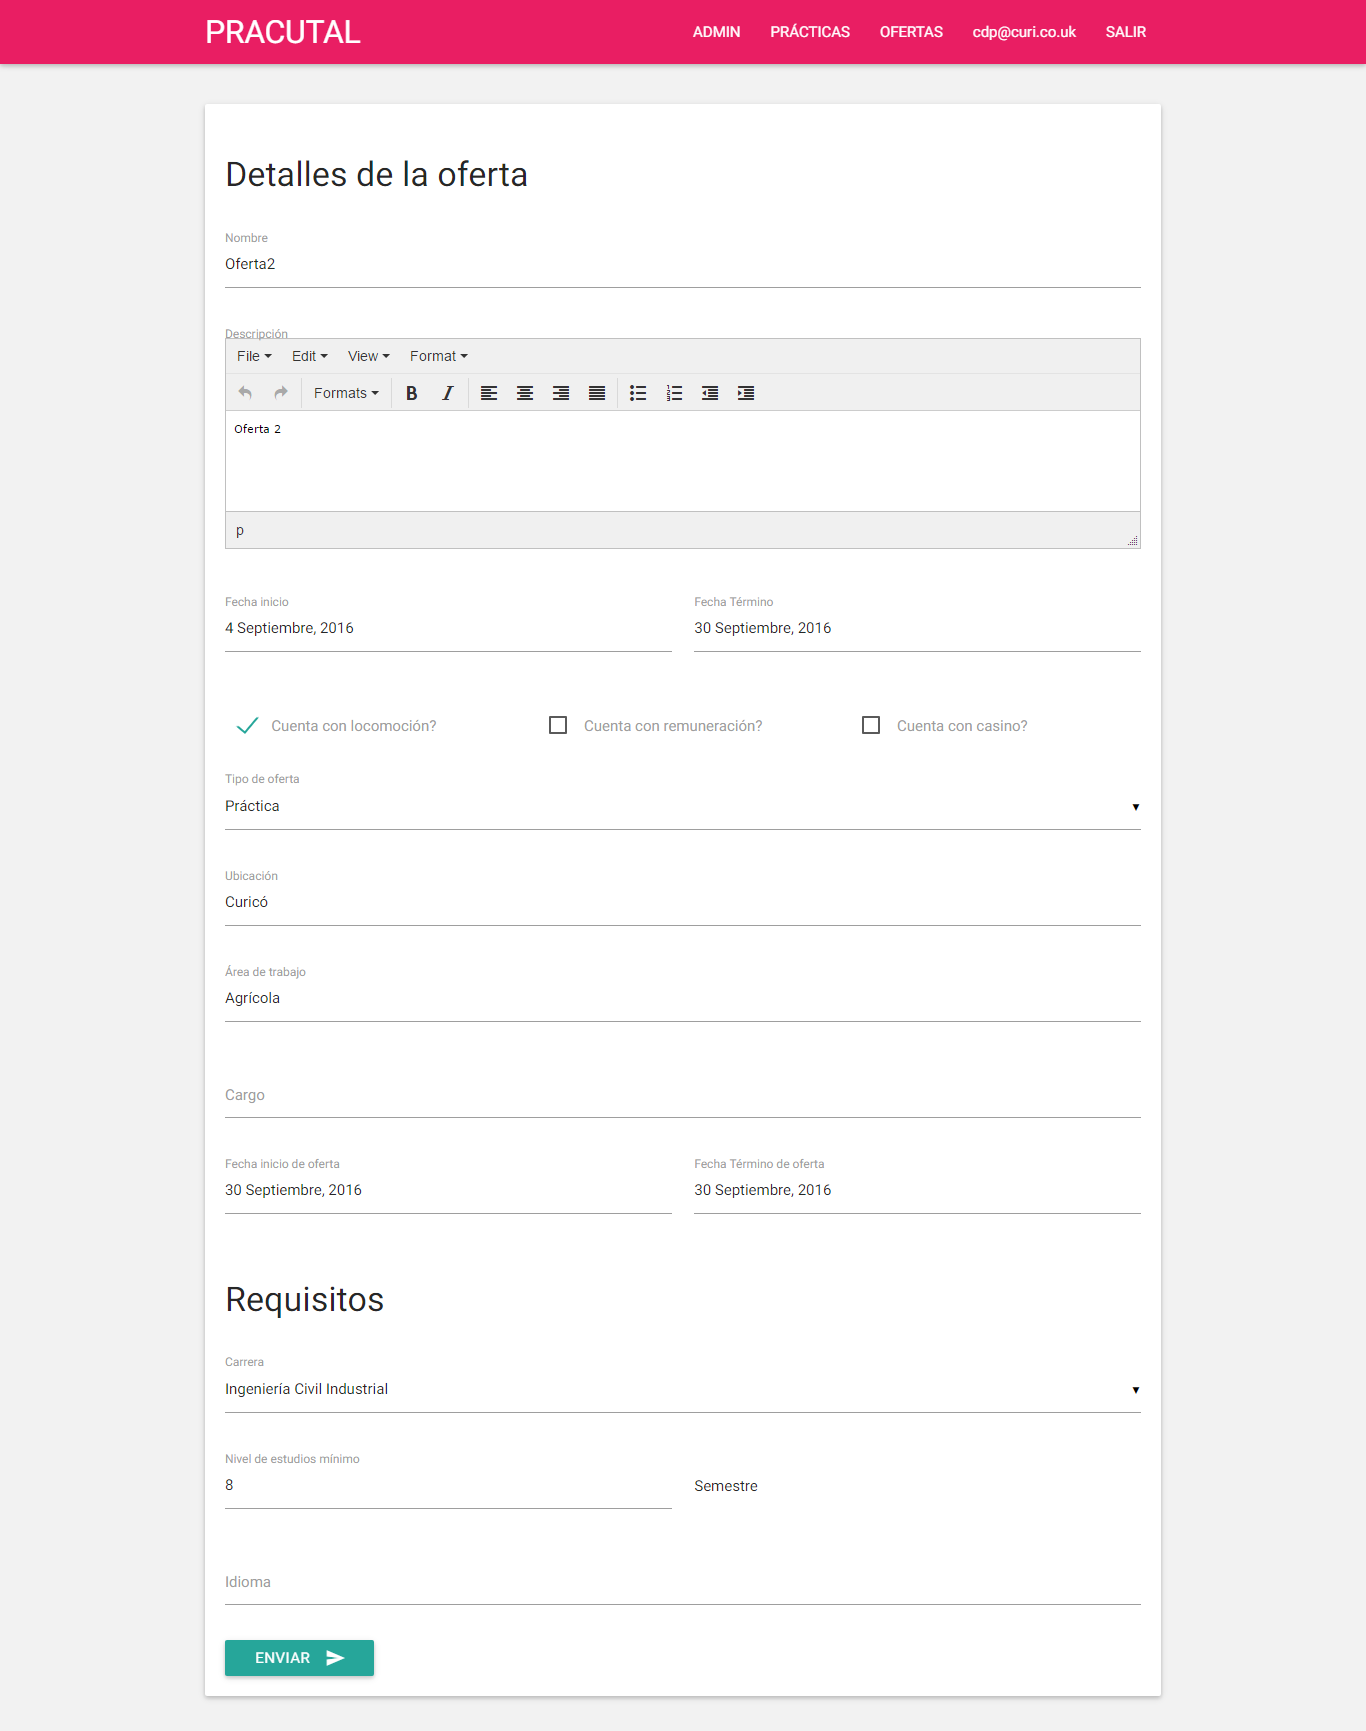 PRACUTAL ADMIN PRÁCTICAS OFERTAS cdp@curi.co.uk SALIR
Detalles de la oferta
Nombre
Oferta2
Descripción
File Edit View Format
Formats B I
Oferta 2
p
Fecha inicio Fecha Término
4 Septiembre, 2016 30 Septiembre, 2016
Cuenta con locomoción? Cuenta con remuneración? Cuenta con casino?
Tipo de oferta
Práctica
Ubicación
Curicó
Área de trabajo
Agrícola
Cargo
Fecha inicio de oferta Fecha Término de oferta
30 Septiembre, 2016 30 Septiembre, 2016
Requisitos
Carrera
Ingeniería Civil Industrial
Nivel de estudios mínimo
8 Semestre
Idioma
ENVIAR